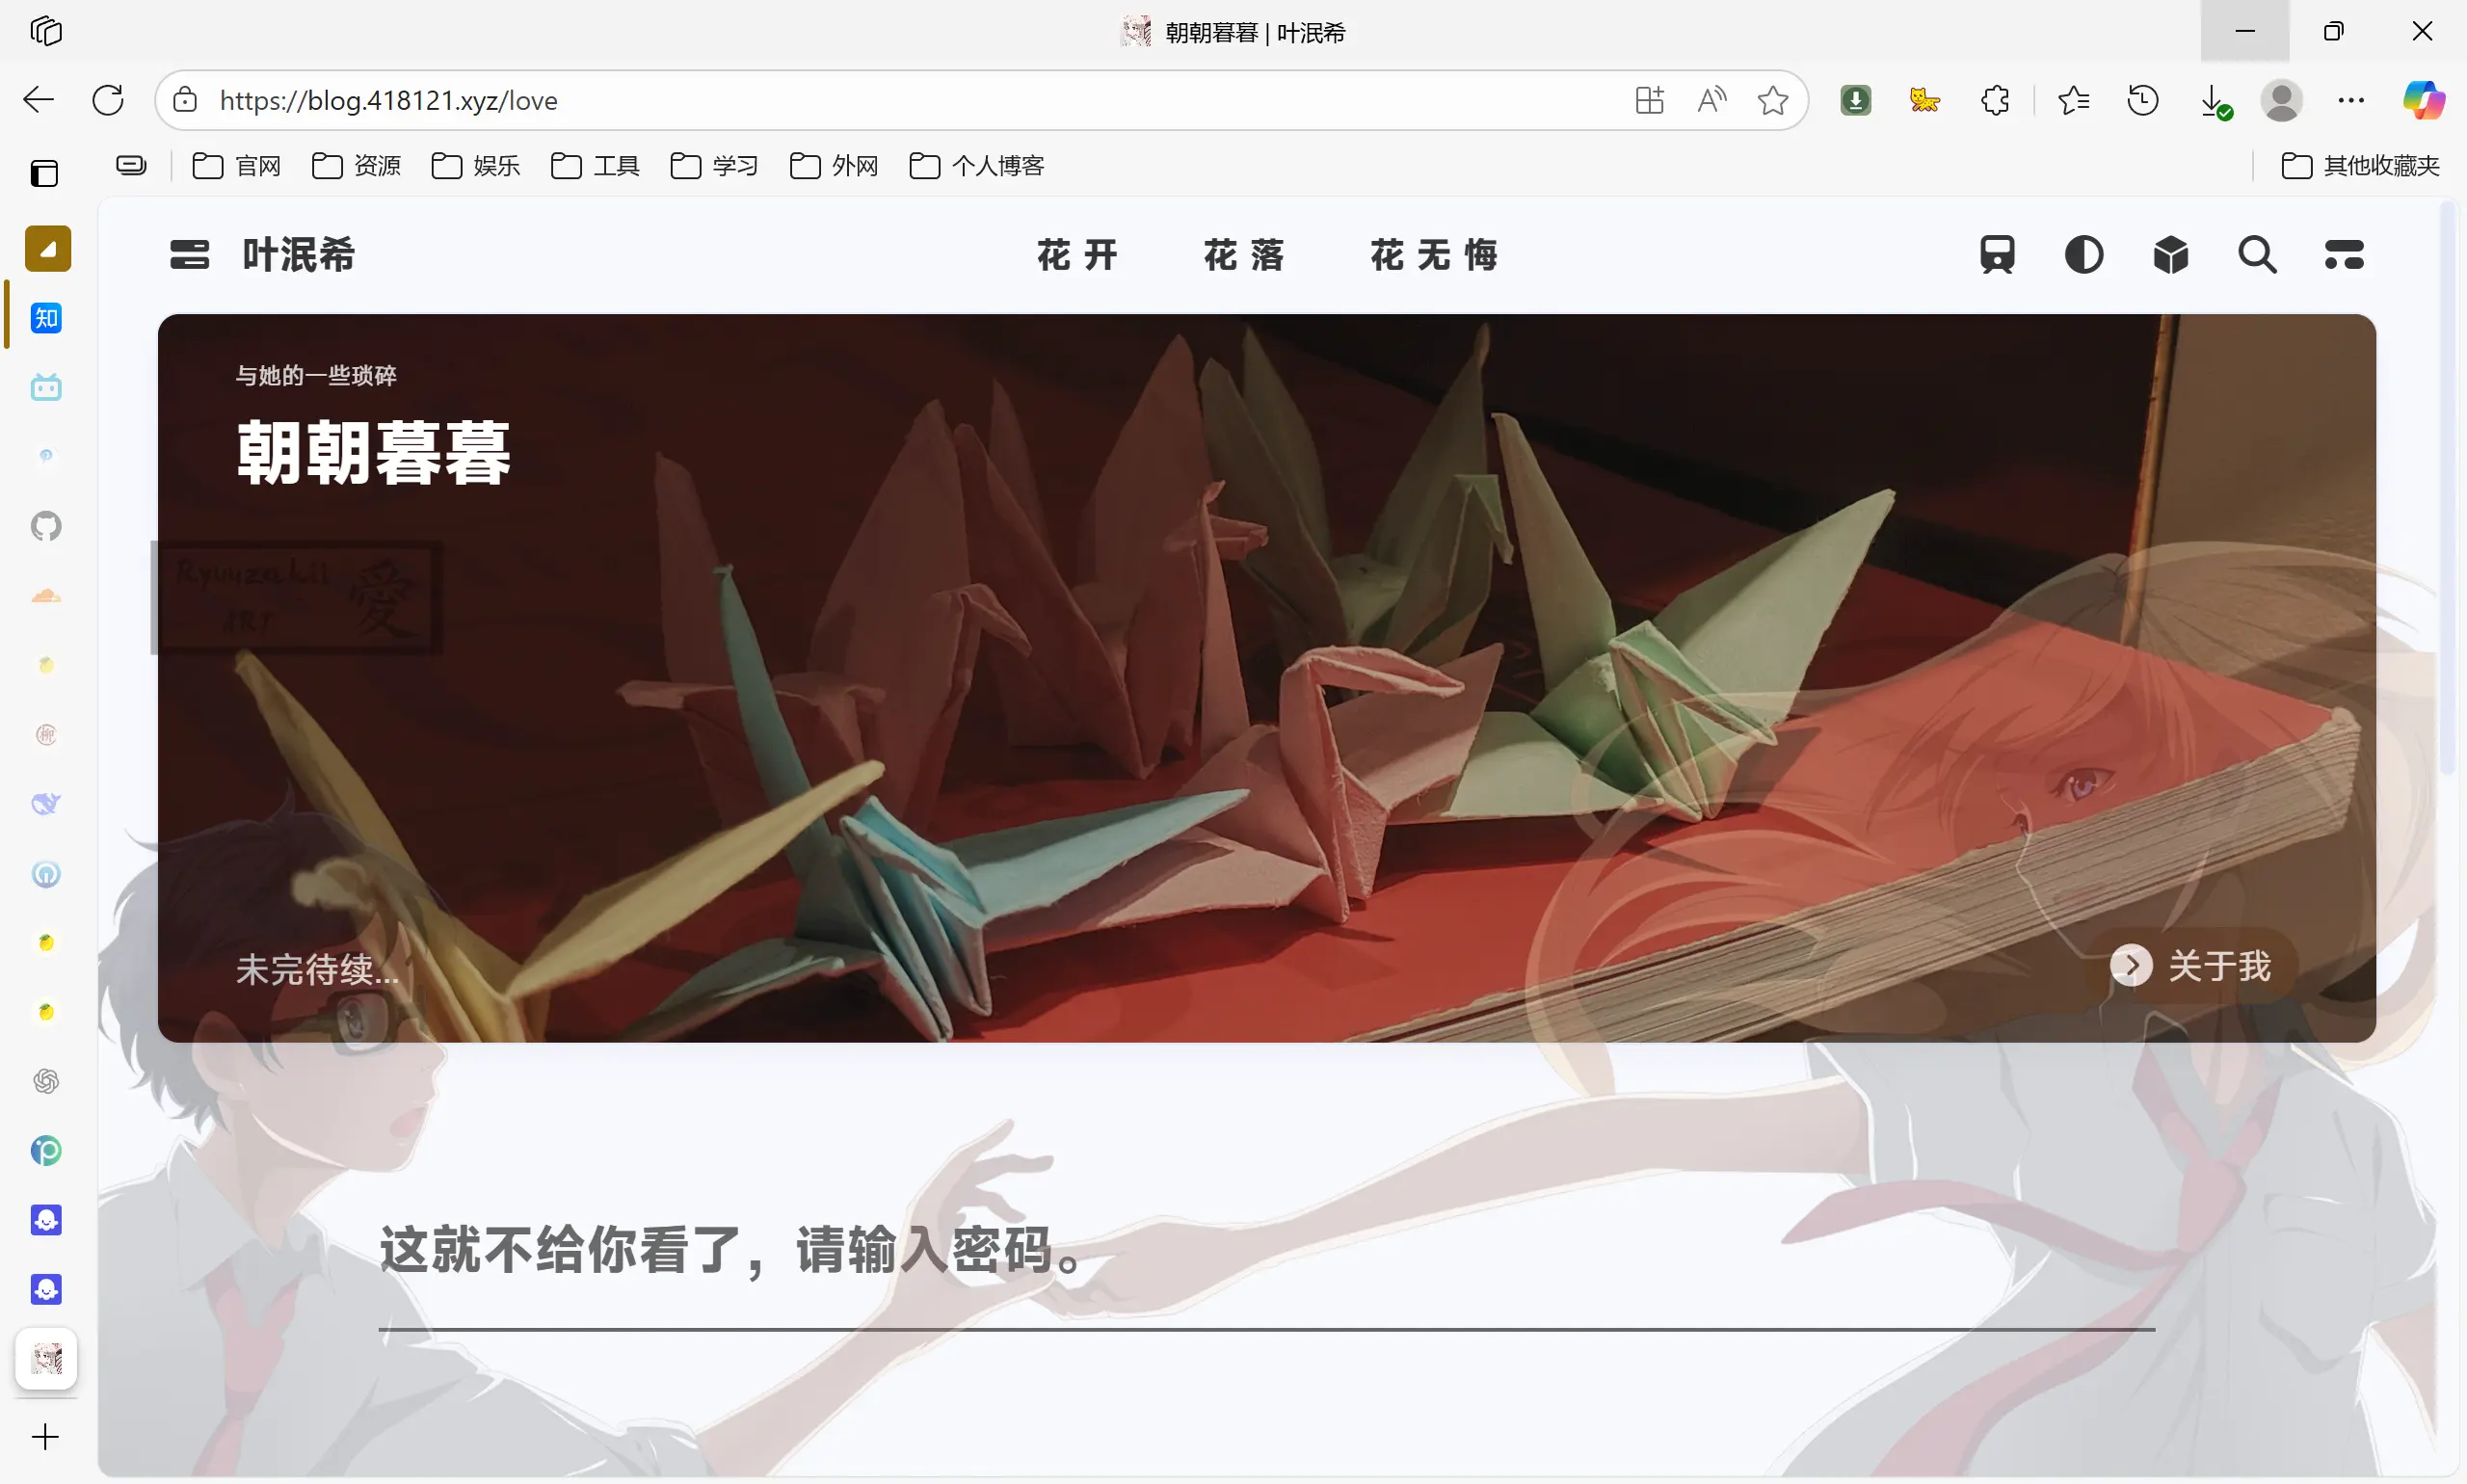 朝朝暮暮 | 叶泯希
https://blog.418121.xyz/love
官网 资源 娱乐 工具 学习 外网 个人博客 其他收藏夹
知
叶泯希 花开 花落 花无悔
与她的一些琐碎
朝朝暮暮
Ryuuzakii 愛
ART
柳
未完待续... 关于我
这就不给你看了，请输入密码。